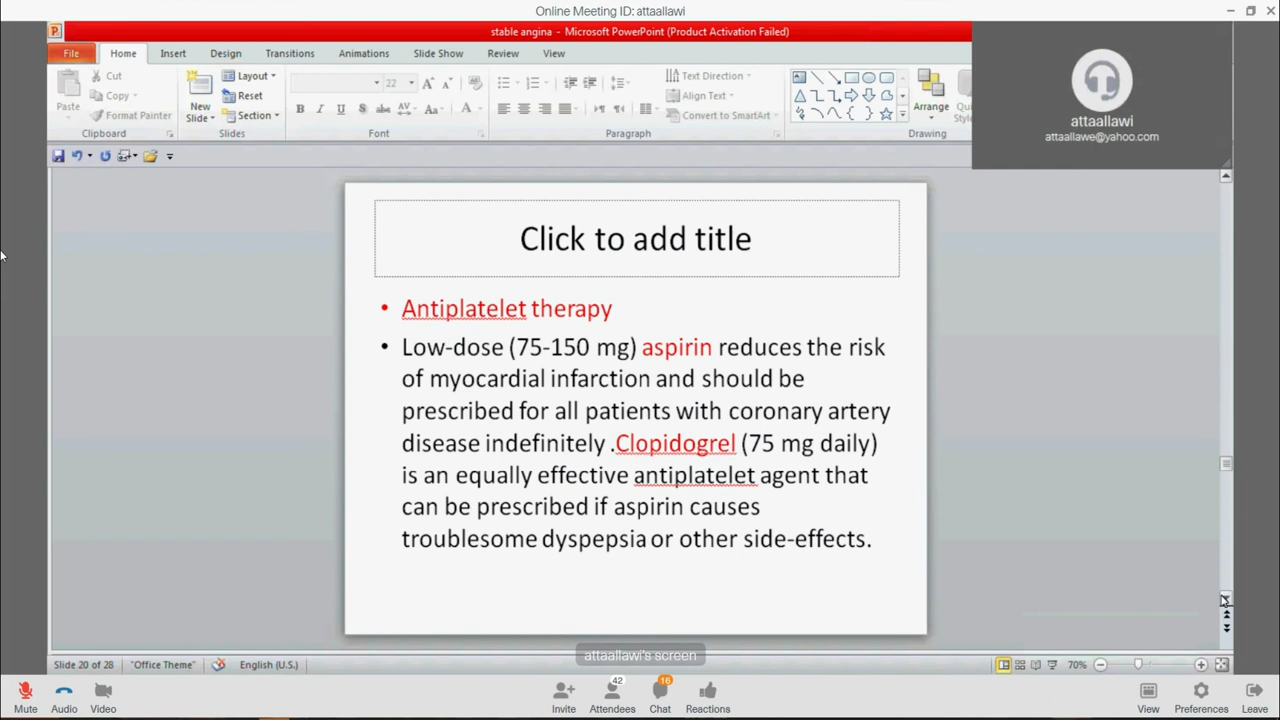 Online Meeting ID: attaallawi
stable angina - Microsoft PowerPoint (Product Activation Failed)
File Home Insert Design Transitions Animations Slide Show Review View
Paste
Cut
Copy
Format Painter
Clipboard
New Slide
Layout
Reset
Section
Slides
22
Font
Text Direction
Align Text
Convert to SmartArt
Paragraph
Arrange
Drawing
attaallawi
attaallawe@yahoo.com
Click to add title
• Antiplatelet therapy
• Low-dose (75-150 mg) aspirin reduces the risk
of myocardial infarction and should be
prescribed for all patients with coronary artery
disease indefinitely .Clopidogrel (75 mg daily)
is an equally effective antiplatelet agent that
can be prescribed if aspirin causes
troublesome dyspepsia or other side-effects.
attaallawi's screen
Slide 20 of 28 "Office Theme" English (U.S.) 70%
42 16
Mute Audio Video Invite Attendees Chat Reactions View Preferences Leave